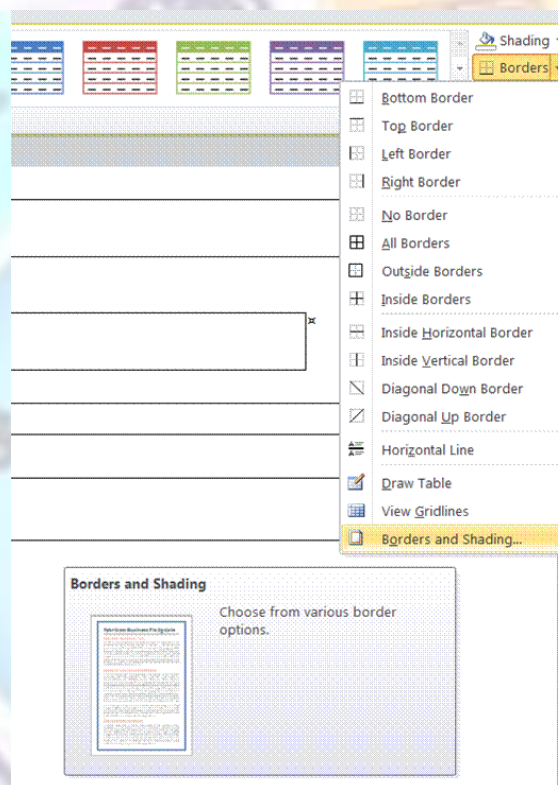 Shading
Borders
Bottom Border
Top Border
Left Border
Right Border
No Border
All Borders
Outside Borders
Inside Borders
Inside Horizontal Border
Inside Vertical Border
Diagonal Down Border
Diagonal Up Border
Horizontal Line
Draw Table
View Gridlines
Borders and Shading...
Borders and Shading
Choose from various border
options.